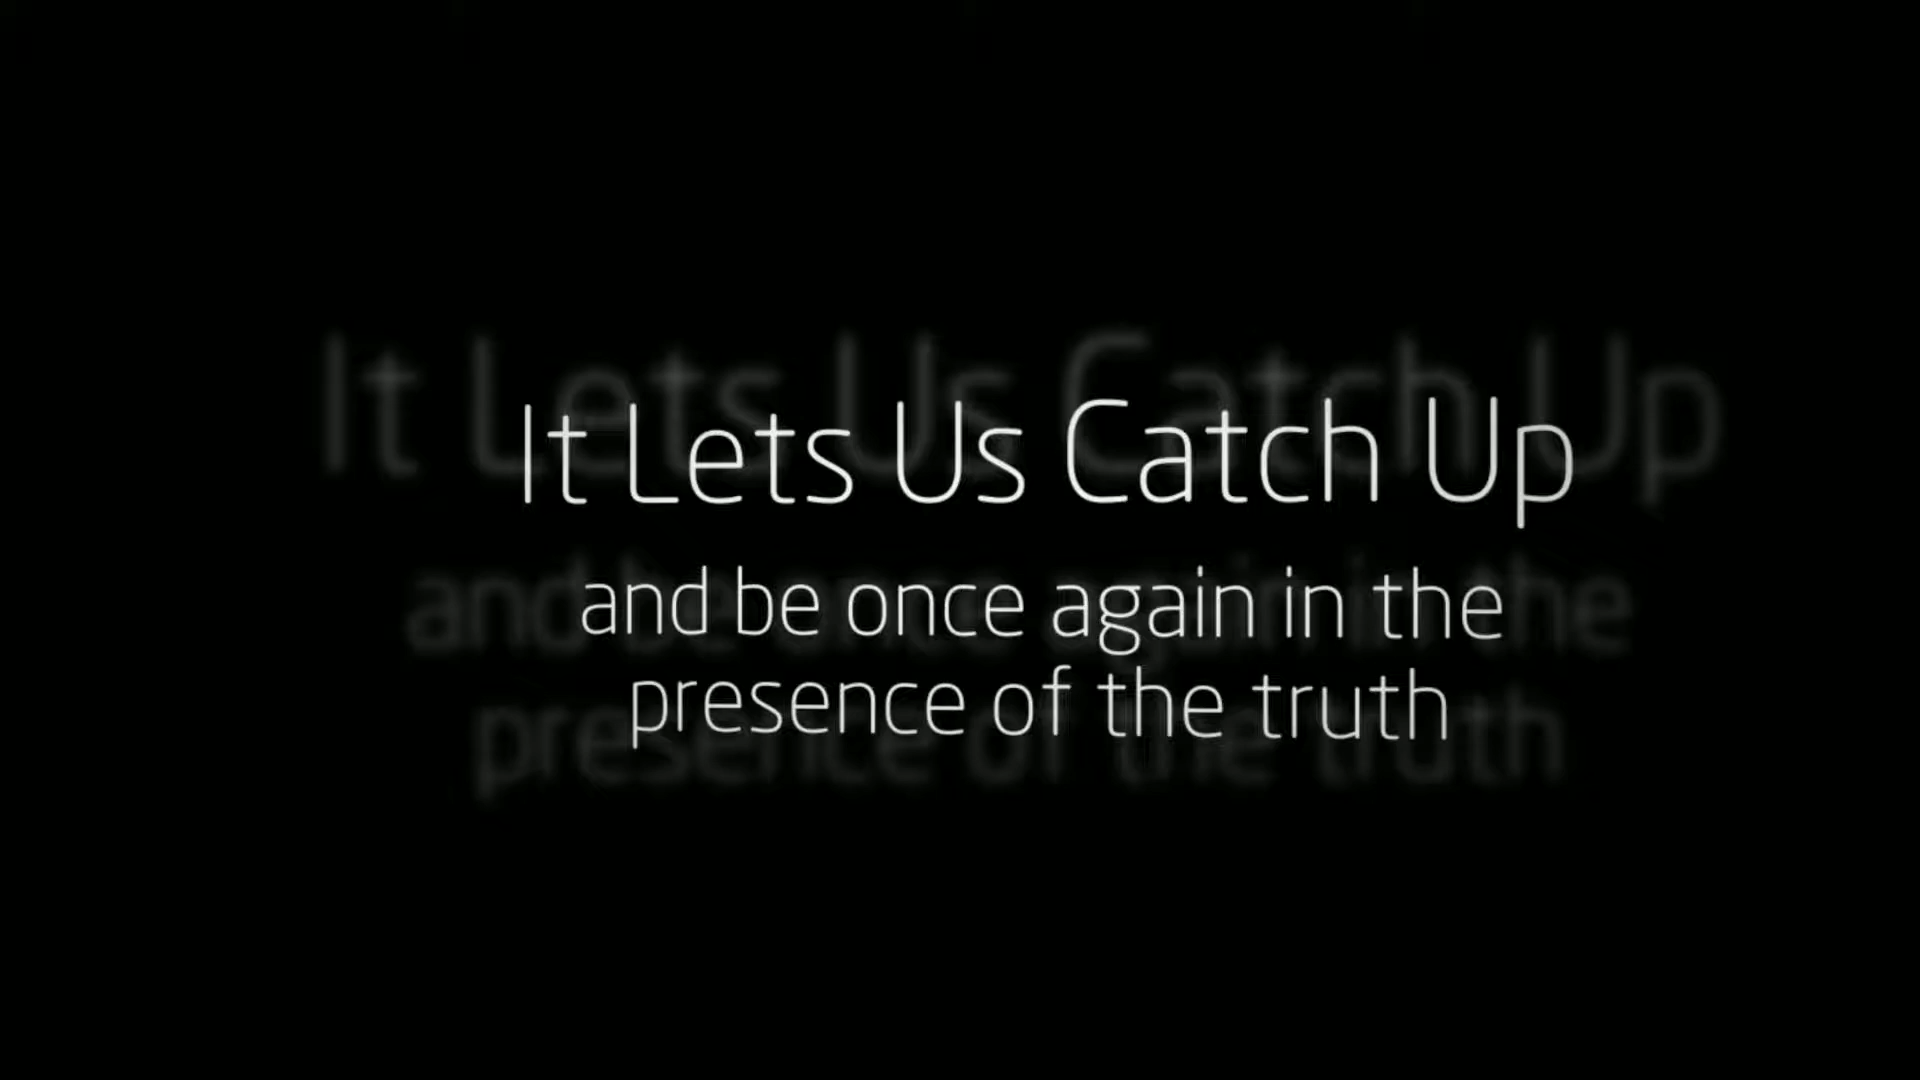 It Lets Us Catch Up
and be once again in the
presence of the truth